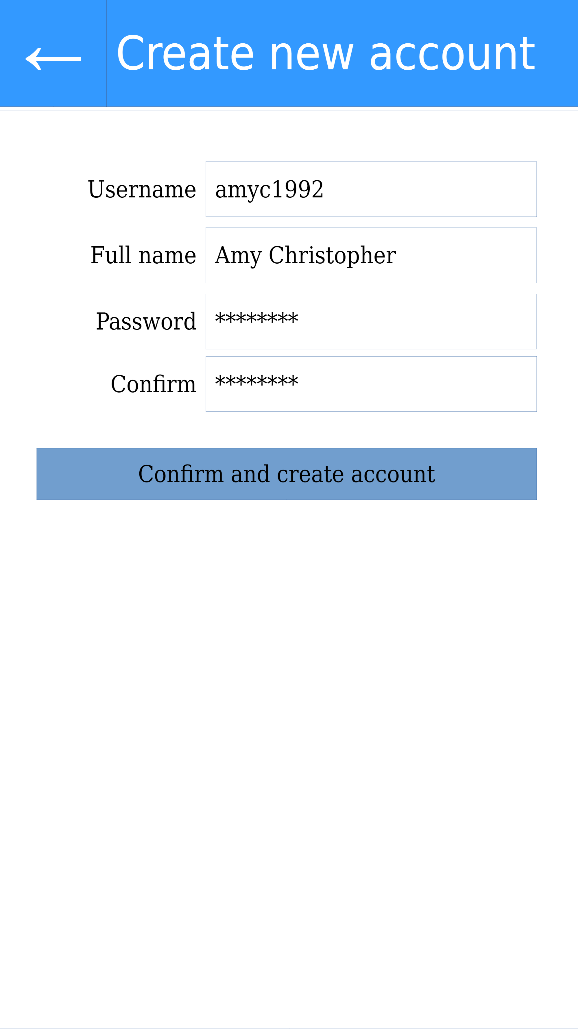 Create new account
Username amyc1992
Full name Amy Christopher
Password ********
Confirm ********
Confirm and create account